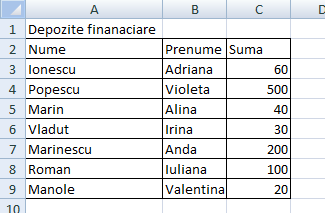 A B C D
1 Depozite finanaciare
2 Nume Prenume Suma
3 Ionescu Adriana 60
4 Popescu Violeta 500
5 Marin Alina 40
6 Vladut Irina 30
7 Marinescu Anda 200
8 Roman Iuliana 100
9 Manole Valentina 20
10